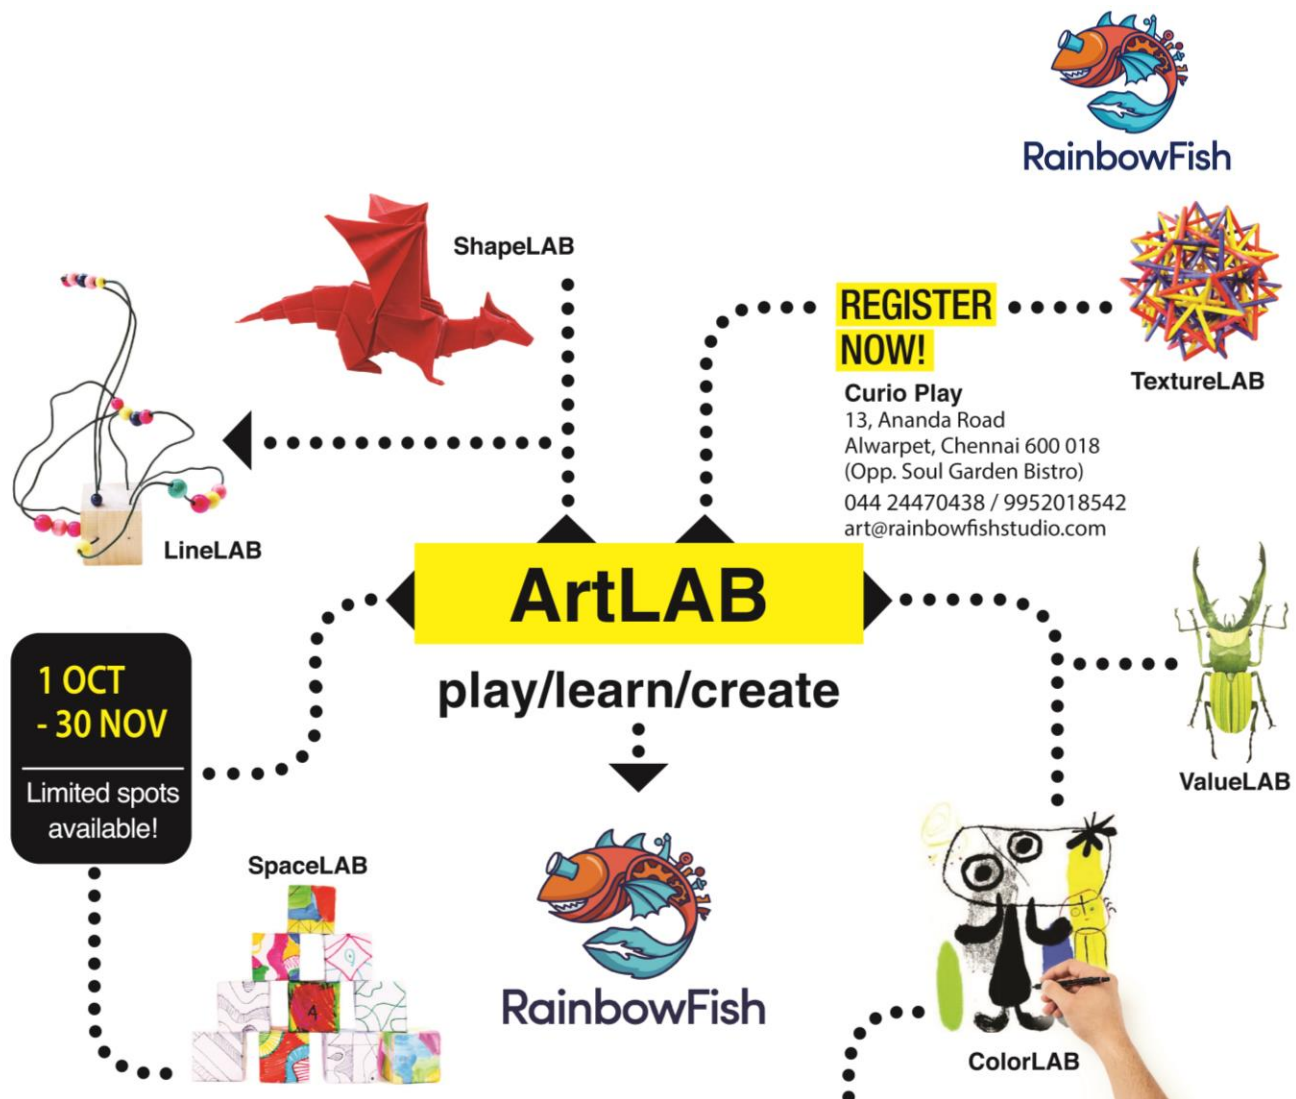 RainbowFish
ShapeLAB
REGISTER
NOW!
TextureLAB
Curio Play
13, Ananda Road
Alwarpet, Chennai 600 018
(Opp. Soul Garden Bistro)
044 24470438 / 9952018542
art@rainbowfishstudio.com
LineLAB
ArtLAB
play/learn/create
1 OCT
- 30 NOV
Limited spots
available!
ValueLAB
SpaceLAB
4
RainbowFish
ColorLAB